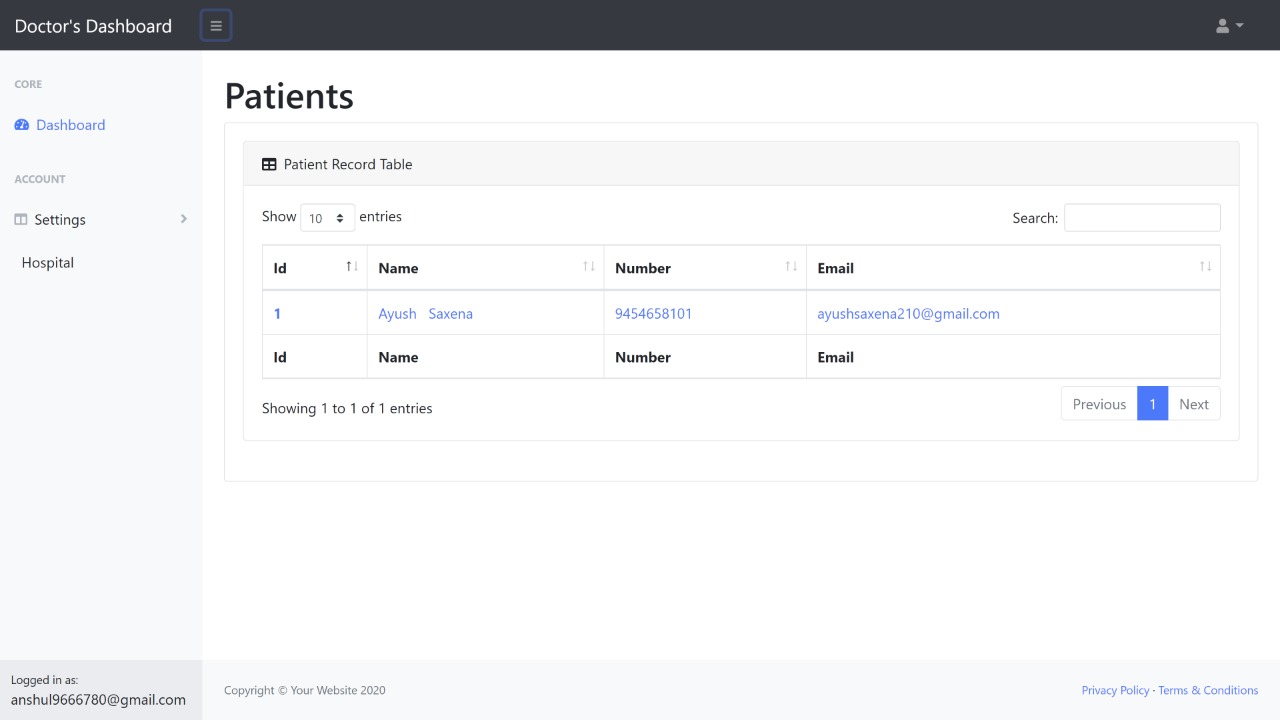 Doctor's Dashboard
CORE
Dashboard
ACCOUNT
Settings
Hospital
Logged in as:
anshul9666780@gmail.com
Patients
Patient Record Table
Show 10 entries
Search:
Id Name Number Email
1 Ayush Saxena 9454658101 ayushsaxena210@gmail.com
Id Name Number Email
Showing 1 to 1 of 1 entries
Previous 1 Next
Copyright © Your Website 2020
Privacy Policy · Terms & Conditions